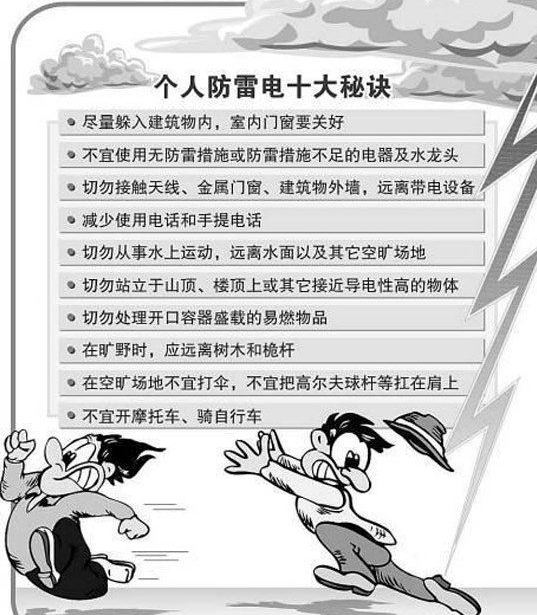 个人防雷电十大秘诀
尽量躲入建筑物内，室内门窗要关好
不宜使用无防雷措施或防雷措施不足的电器及水龙头
切勿接触天线、金属门窗、建筑物外墙，远离带电设备
减少使用电话和手提电话
切勿从事水上运动，远离水面以及其它空旷场地
切勿站立于山顶、楼顶上或其它接近导电性高的物体
切勿处理开口容器盛载的易燃物品
在旷野时，应远离树木和桅杆
在空旷场地不宜打伞，不宜把高尔夫球杆等扛在肩上
不宜开摩托车、骑自行车